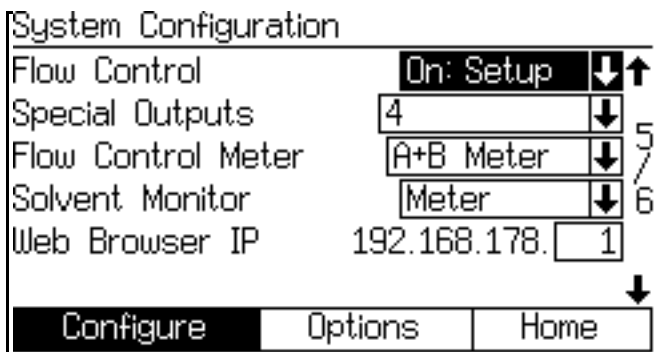 System Configuration
Flow Control On: Setup
Special Outputs 4
Flow Control Meter A+B Meter
Solvent Monitor Meter
Web Browser IP 192.168.178. 1
5/6
Configure Options Home